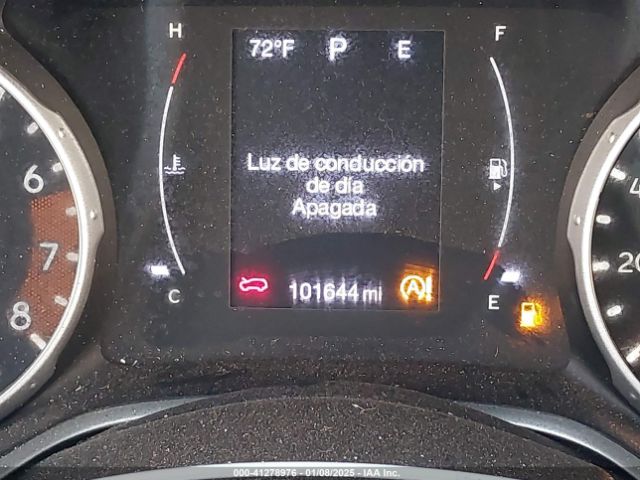 H
72°F P E
F
Luz de conducción
de día
Apagada
6
7
8
20
C
101644 mi
A
E
000-41278976 | 01/08/2025 - IAA Inc.